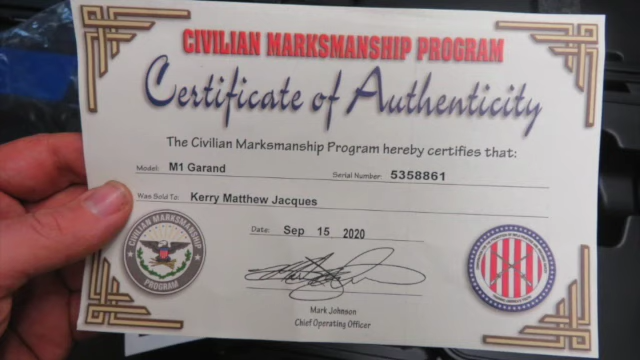 CIVILIAN MARKSMANSHIP PROGRAM
Certificate of Authenticity
The Civilian Marksmanship Program hereby certifies that:
Model: M1 Garand Serial Number: 5358861
Was Sold To: Kerry Matthew Jacques
Date: Sep 15 2020
CIVILIAN MARKSMANSHIP
PROGRAM
Mark Johnson
Chief Operating Officer